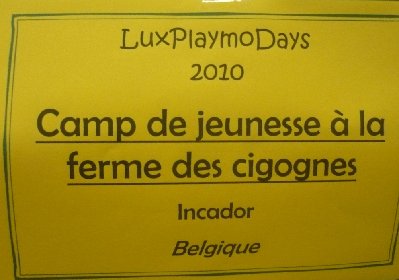 LuxPlaymoDays
2010
Camp de jeunesse à la
ferme des cigognes
Incador
Belgique